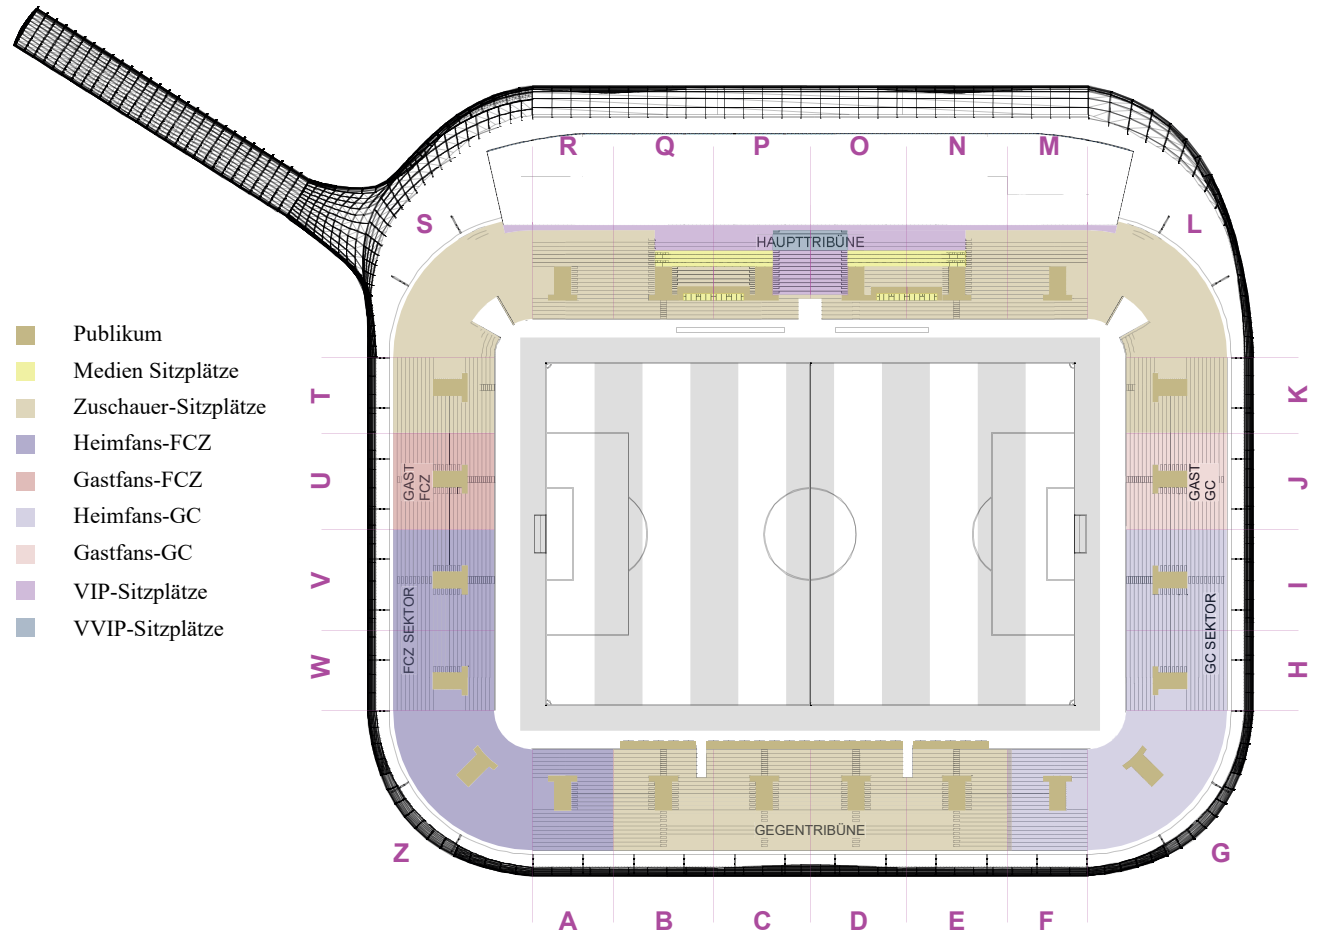 R Q P O N M
S L
HAUPTTRIBÜNE
Publikum
Medien Sitzplätze
Zuschauer-Sitzplätze
Heimfans-FCZ
Gastfans-FCZ
Heimfans-GC
Gastfans-GC
VIP-Sitzplätze
VVIP-Sitzplätze
T
U
V
W
GAST
FCZ
FCZ SEKTOR
K
J
I
H
GAST
GC
GC SEKTOR
GEGENTRIBÜNE
Z G
A B C D E F